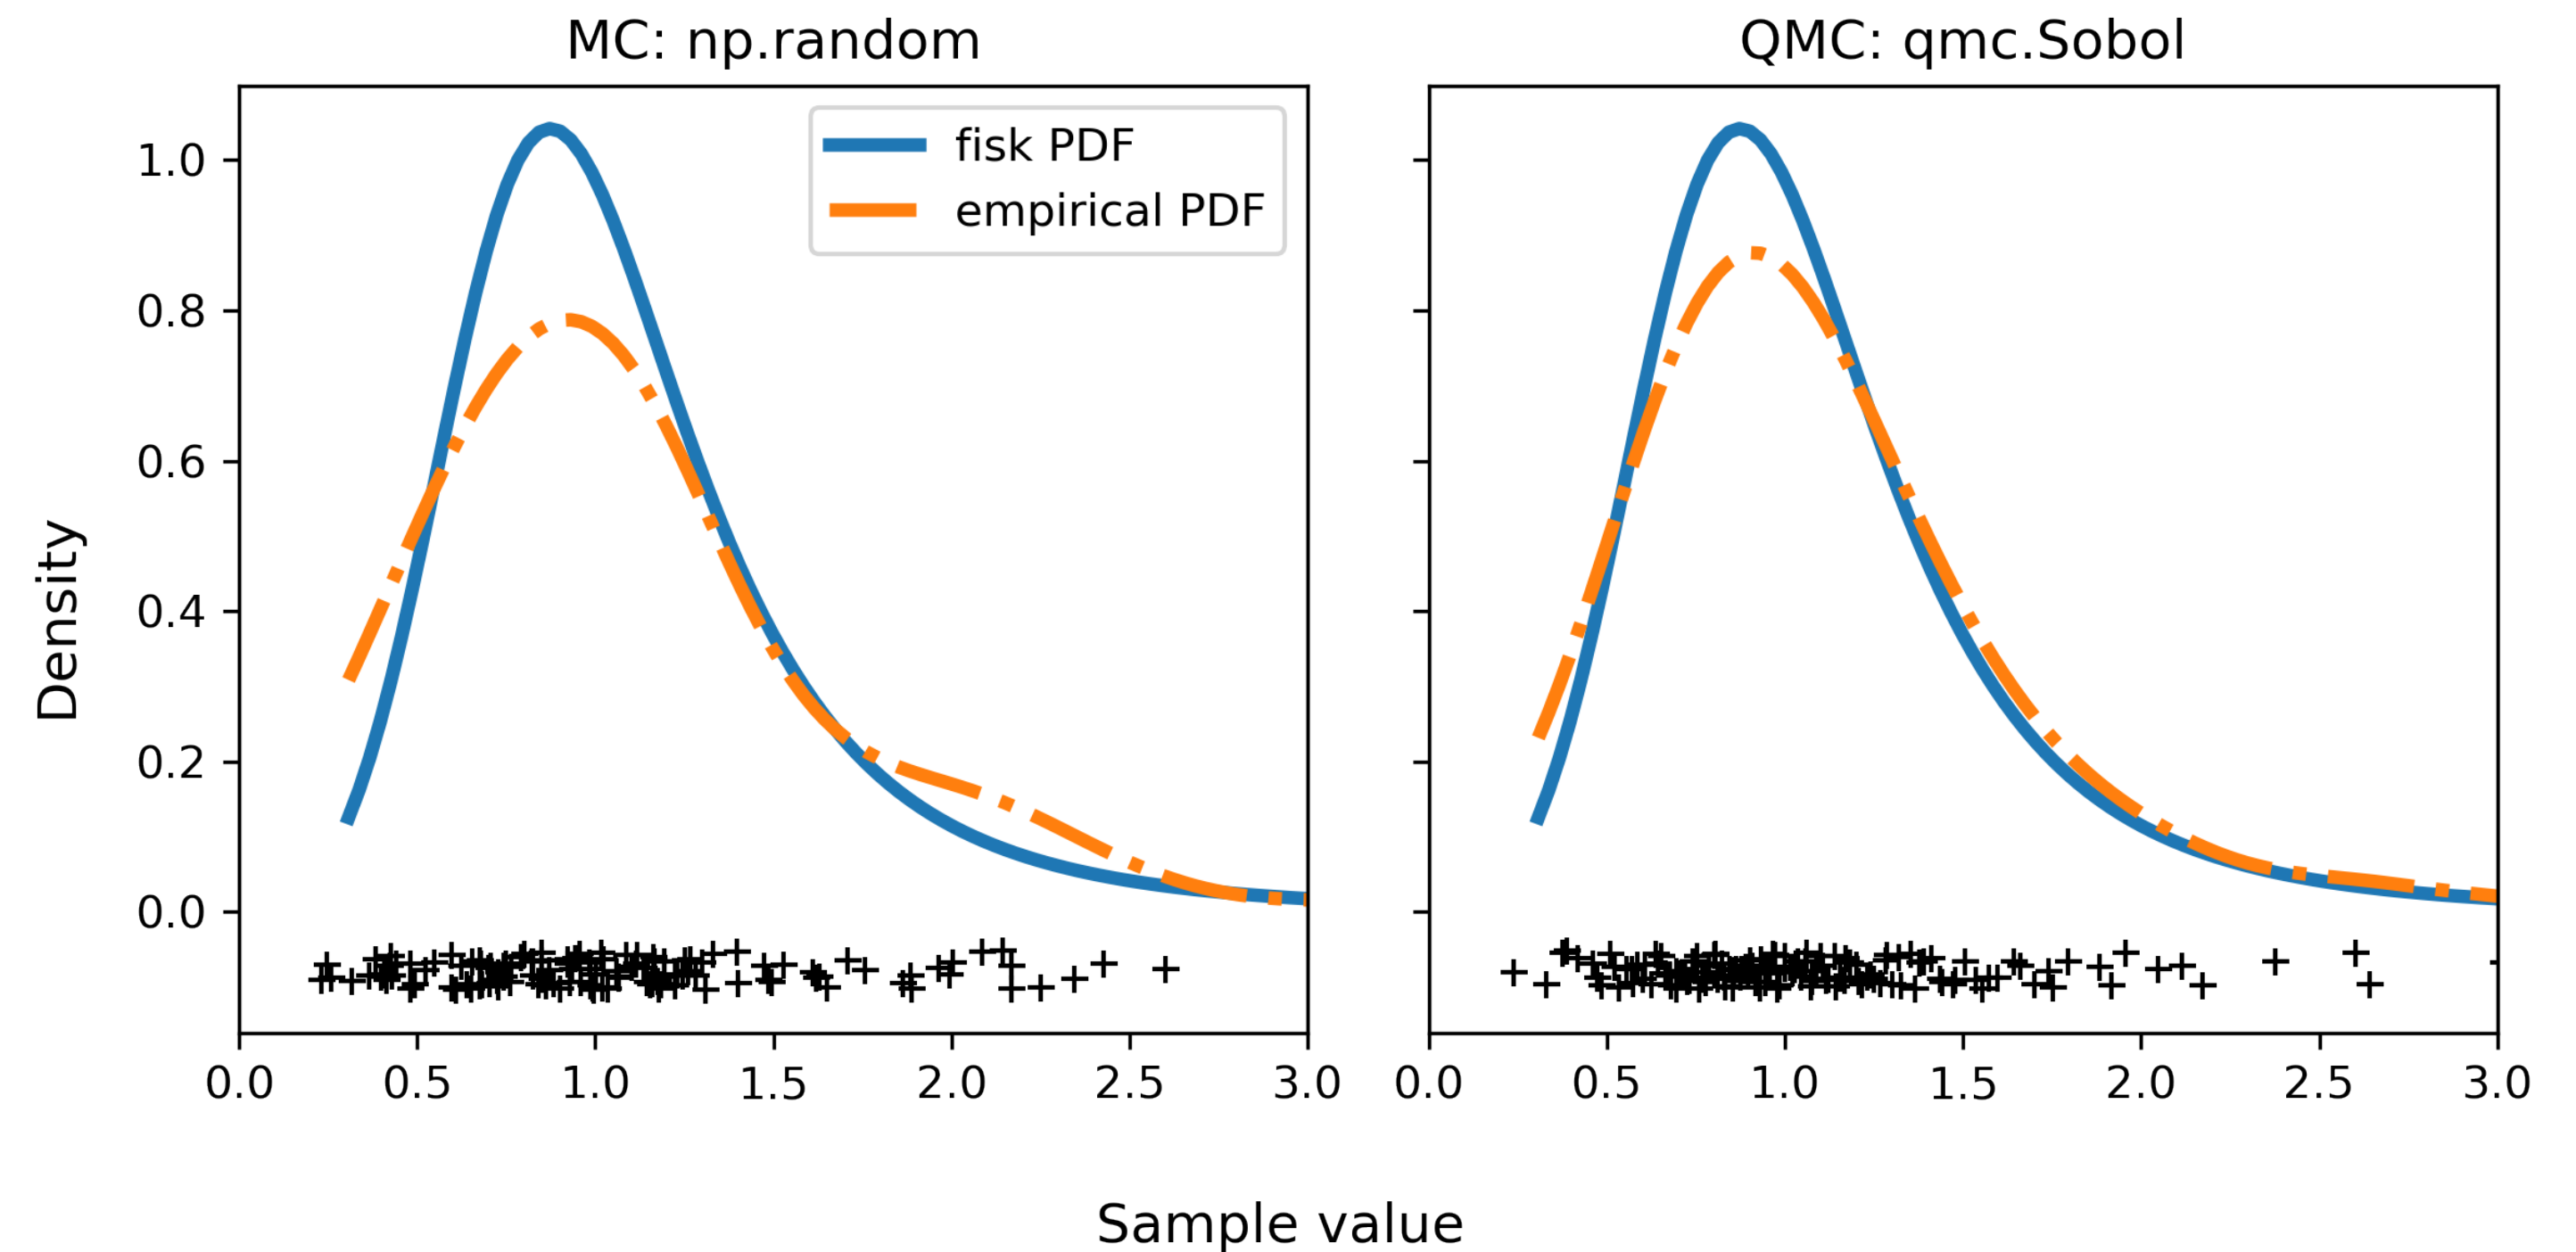 MC: np.random
QMC: qmc.Sobol
fisk PDF
empirical PDF
Density
1.0
0.8
0.6
0.4
0.2
0.0
0.0 0.5 1.0 1.5 2.0 2.5 3.0
0.0 0.5 1.0 1.5 2.0 2.5 3.0
Sample value